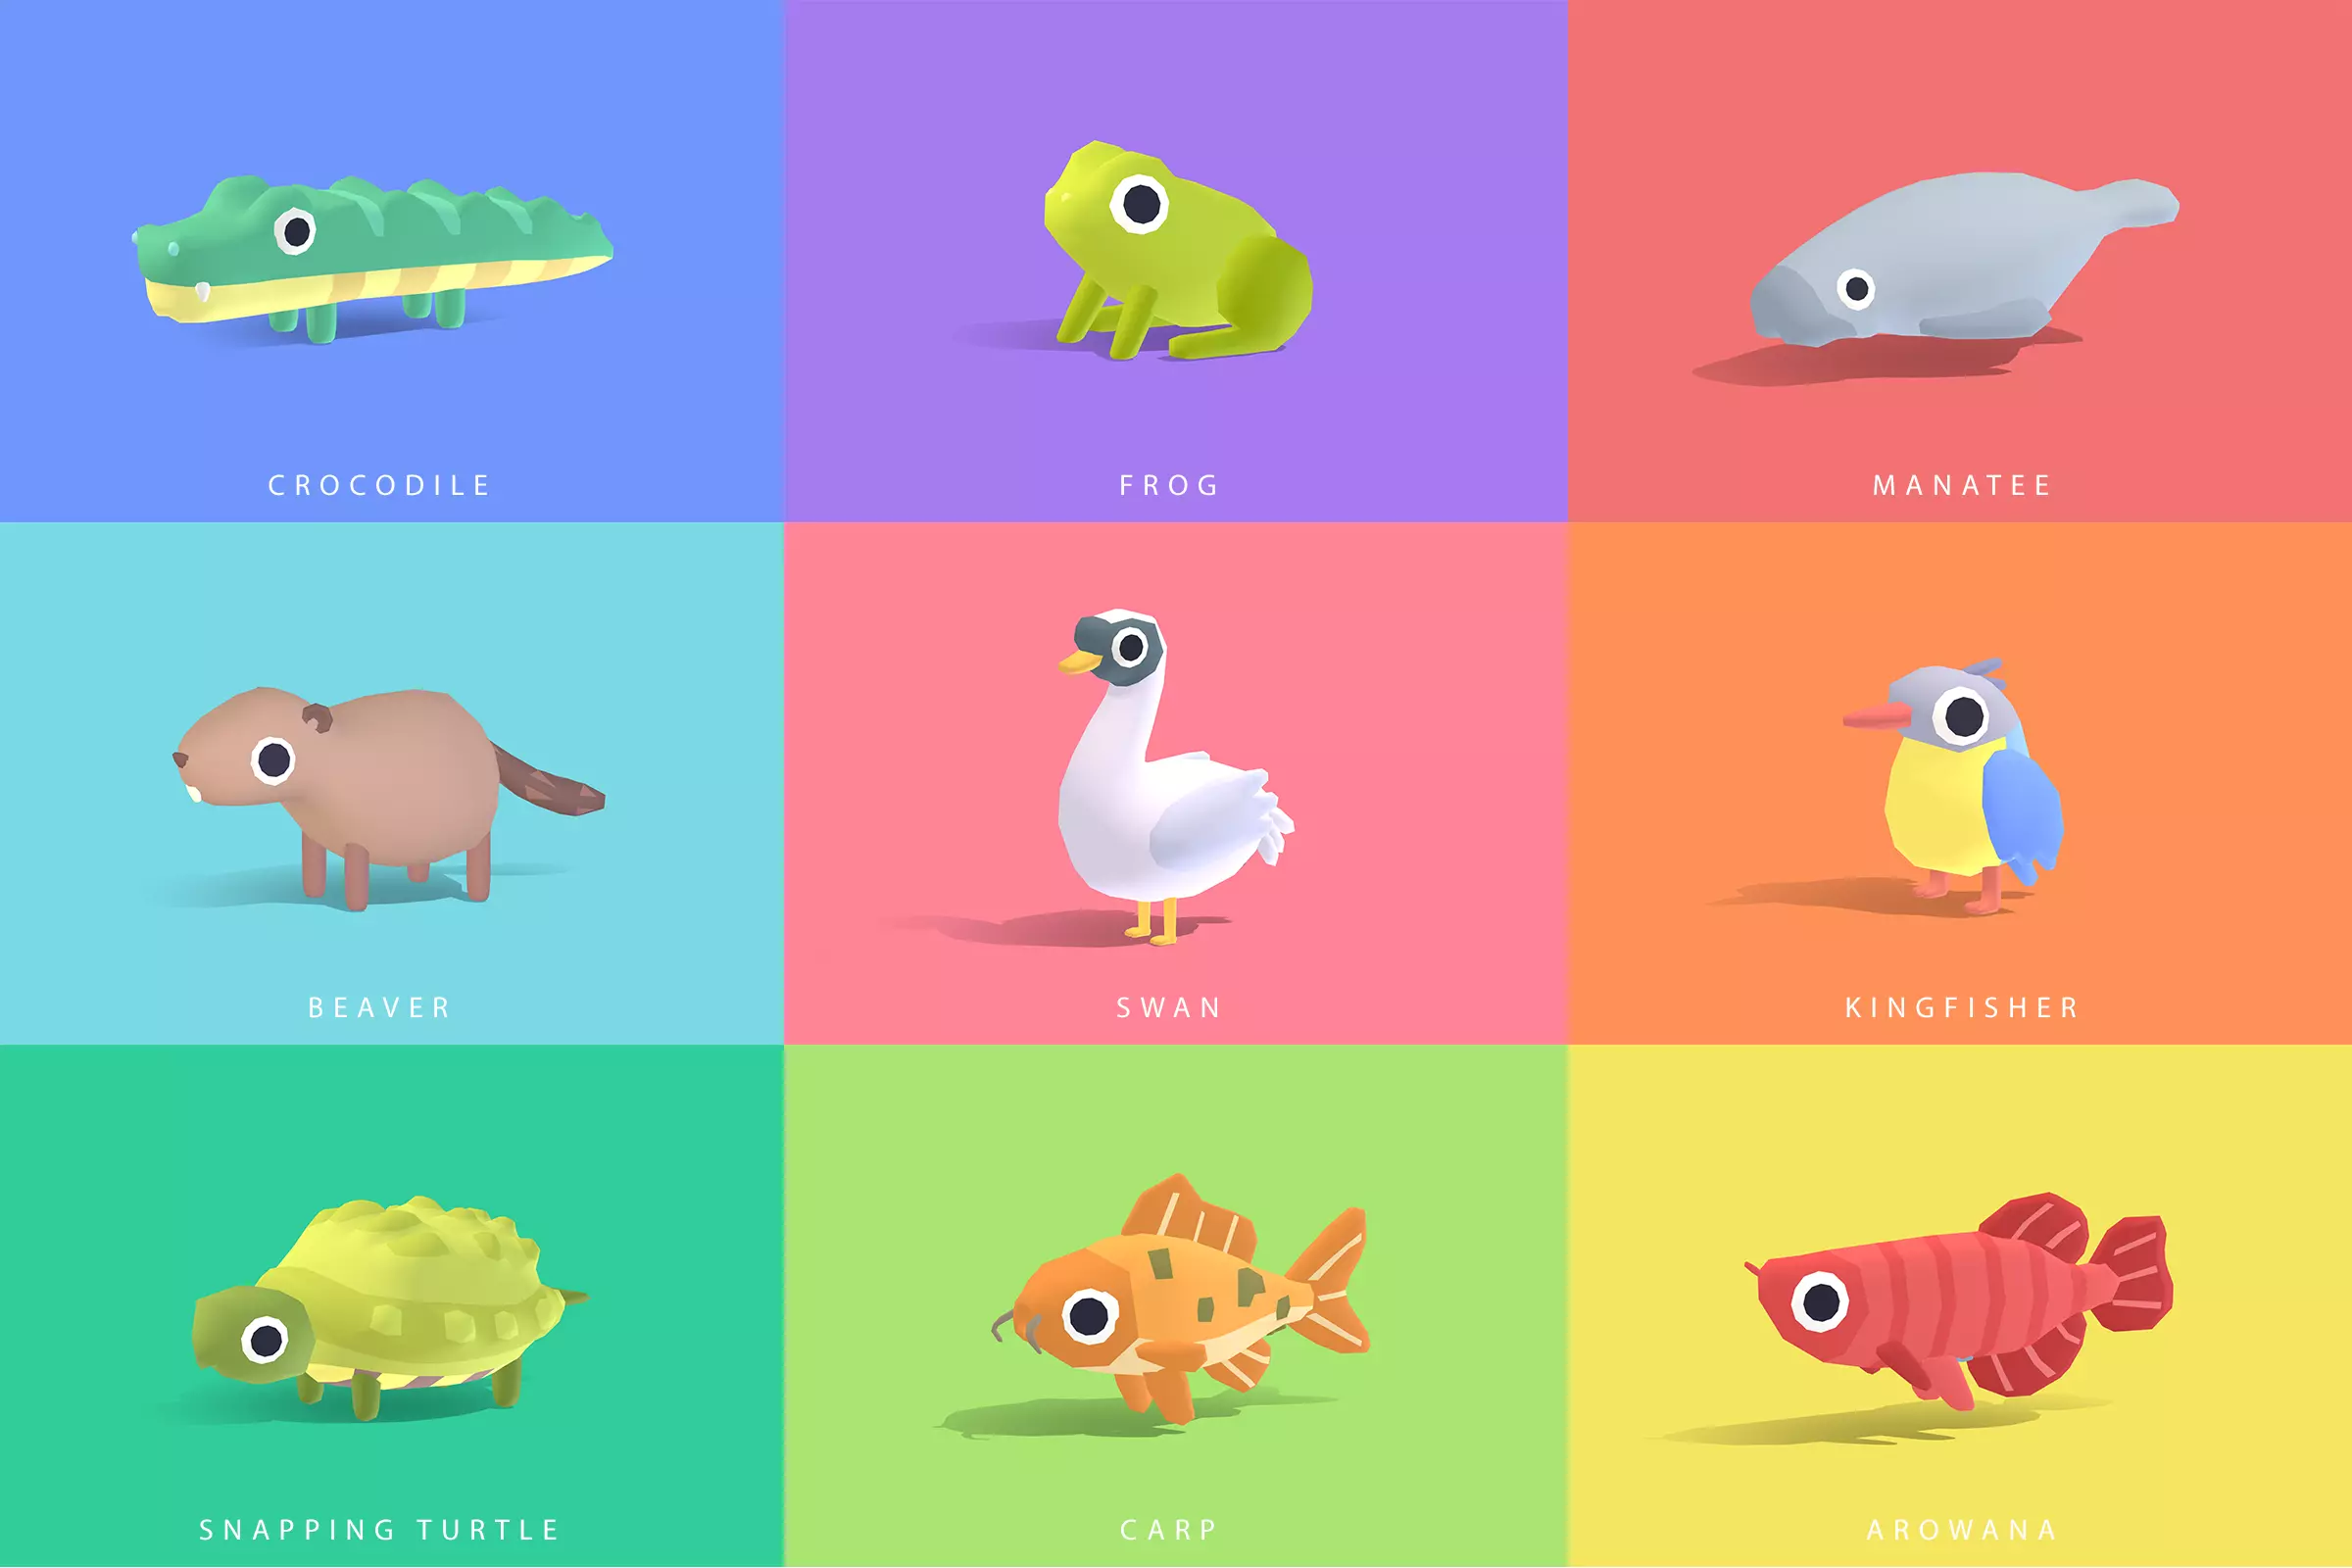 CROCODILE
FROG
MANATEE
BEAVER
SWAN
KINGFISHER
SNAPPING TURTLE
CARP
AROWANA